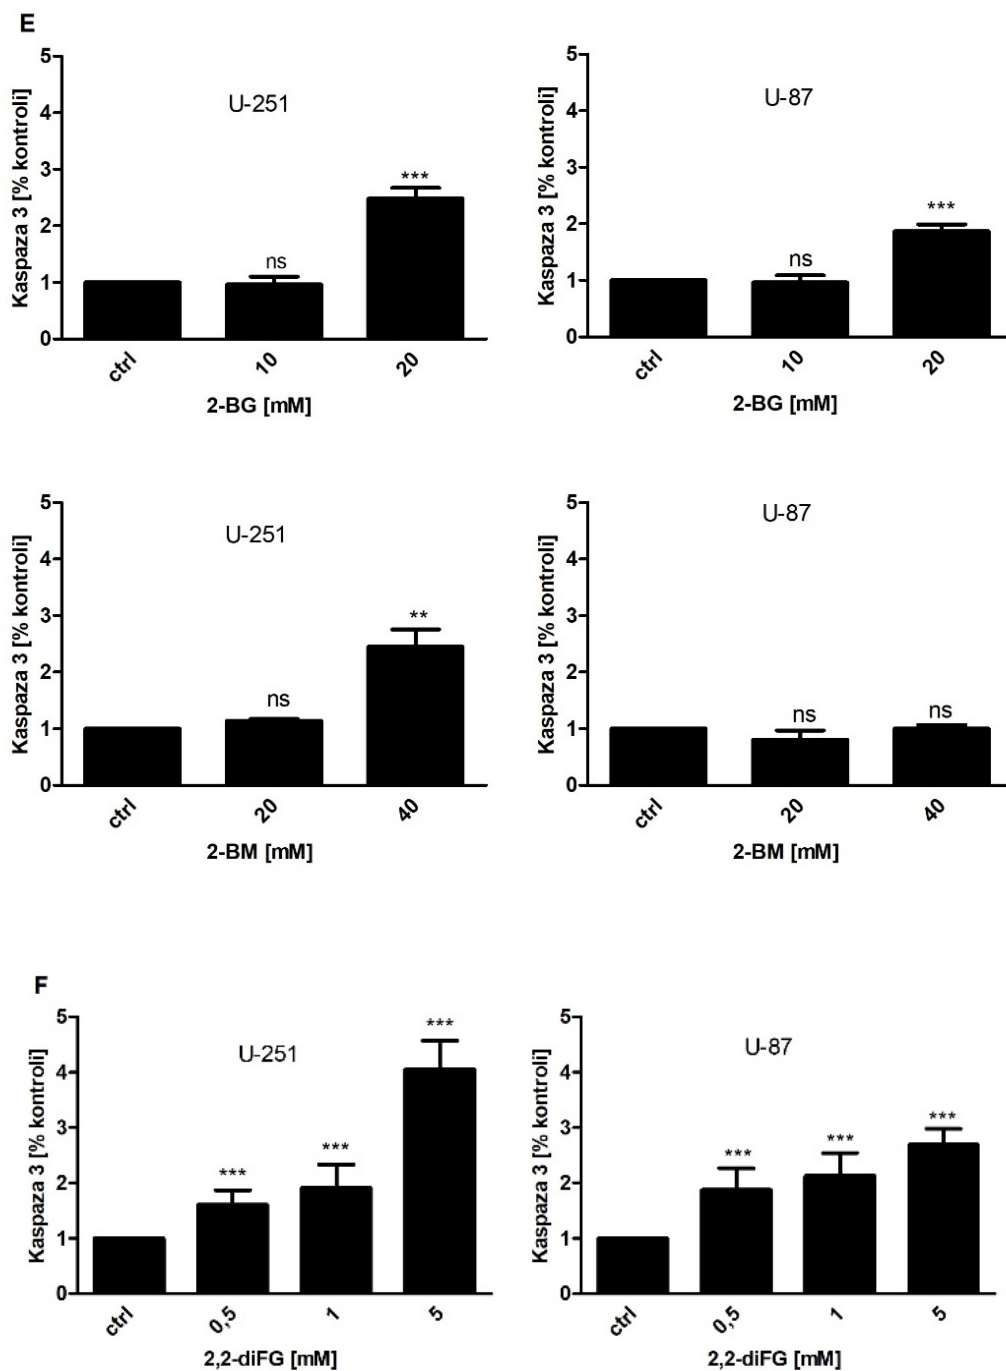 E
Kaspaza 3 [% kontroli]
5
4
3
2
1
0
U-251
ns
***
ctrl
10
20
2-BG [mM]
Kaspaza 3 [% kontroli]
5
4
3
2
1
0
U-87
ns
***
ctrl
10
20
2-BG [mM]
Kaspaza 3 [% kontroli]
5
4
3
2
1
0
U-251
ns
**
ctrl
20
40
2-BM [mM]
Kaspaza 3 [% kontroli]
5
4
3
2
1
0
U-87
ns
ns
ctrl
20
40
2-BM [mM]
F
Kaspaza 3 [% kontroli]
5
4
3
2
1
0
U-251
***
***
***
ctrl
0,5
1
5
2,2-diFG [mM]
Kaspaza 3 [% kontroli]
5
4
3
2
1
0
U-87
***
***
***
ctrl
0,5
1
5
2,2-diFG [mM]